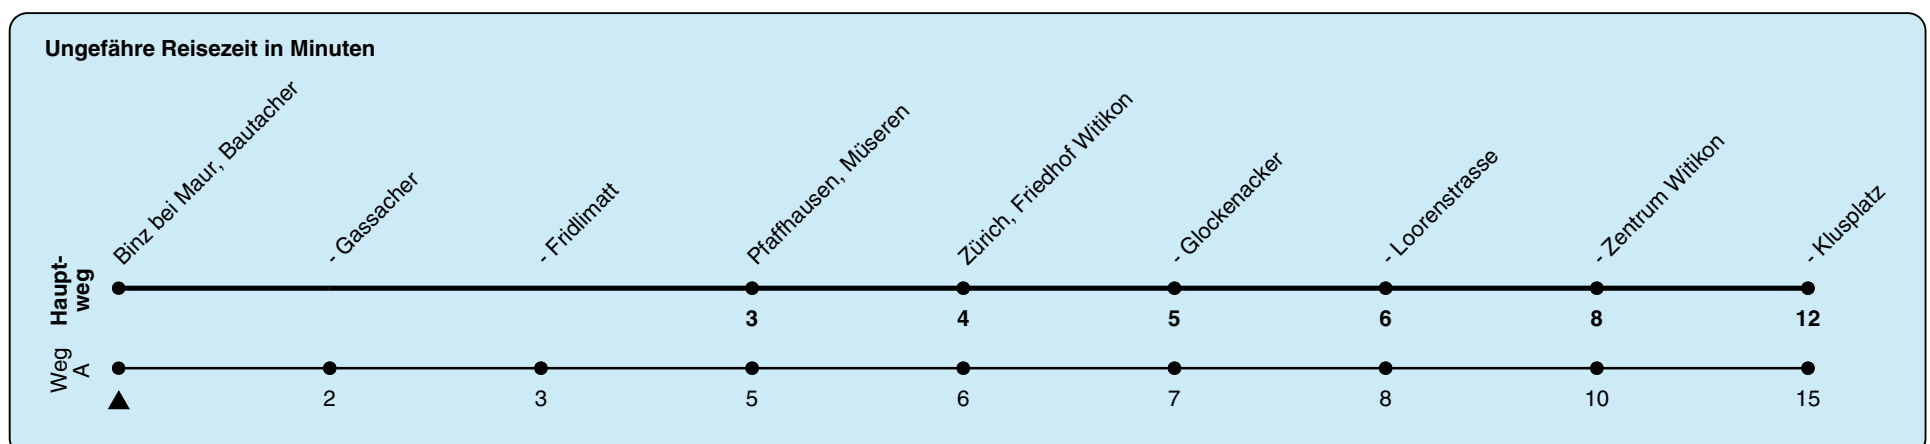 Ungefähre Reisezeit in Minuten
Binz bei Maur, Bautacher
- Gassacher
- Fridlimatt
Pfaffhausen, Müseren
Zürich, Friedhof Witikon
- Glockenacker
- Loorenstrasse
- Zentrum Witikon
- Klusplatz
Haupt-
weg
3 4 5 6 8 12
Weg
A
2 3 5 6 7 8 10 15